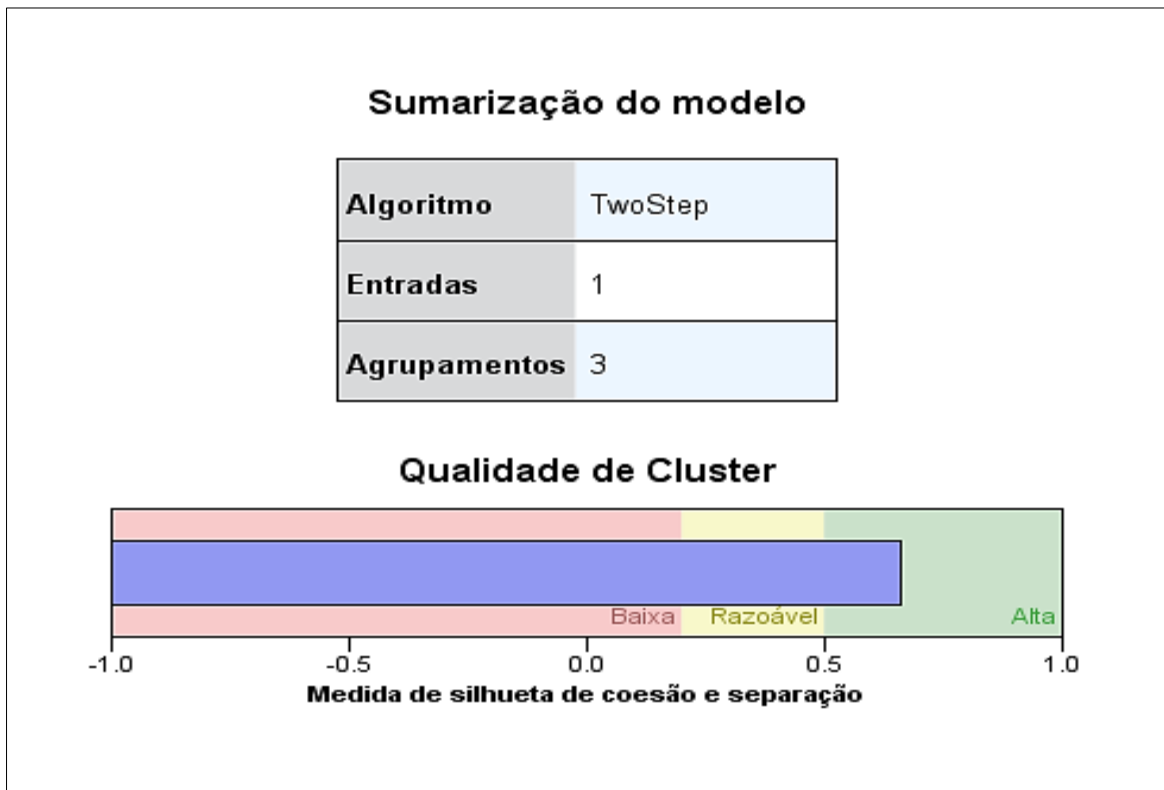 Sumarização do modelo
Algoritmo TwoStep
Entradas 1
Agrupamentos 3
Qualidade de Cluster
Baixa Razoável Alta
-1.0 -0.5 0.0 0.5 1.0
Medida de silhueta de coesão e separação